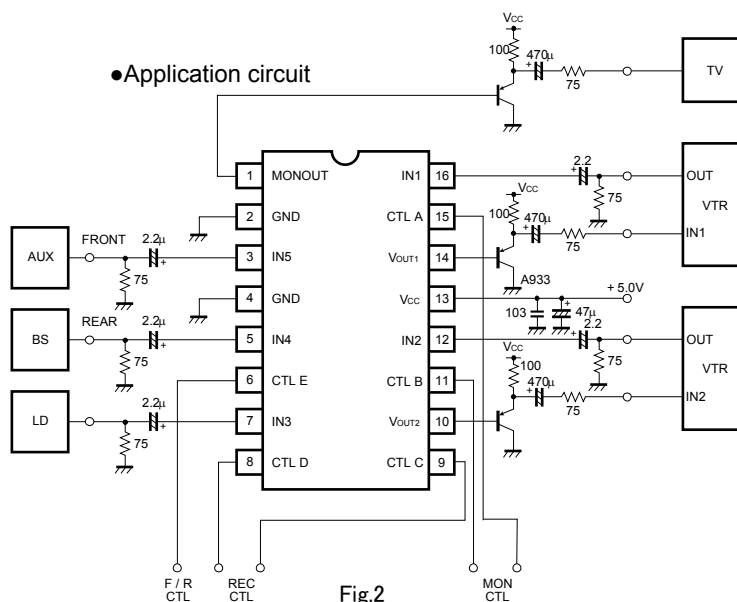 ●Application circuit
VCC
100
470μ
+
75
TV
1
MONOUT
IN1
16
2.2
+
75
OUT
VTR
IN1
2
GND
CTL A
15
VCC
100
470μ
+
75
AUX
FRONT
2.2μ
+
75
3
IN5
VOUT1
14
A933
4
GND
VCC
13
+ 5.0V
103
+
47μ
BS
REAR
2.2μ
+
75
5
IN4
IN2
12
2.2
+
75
OUT
VTR
IN2
6
CTL E
CTL B
11
VCC
100
470μ
+
75
LD
2.2μ
+
75
7
IN3
VOUT2
10
8
CTL D
CTL C
9
F / R
CTL
REC
CTL
MON
CTL
Fig.2